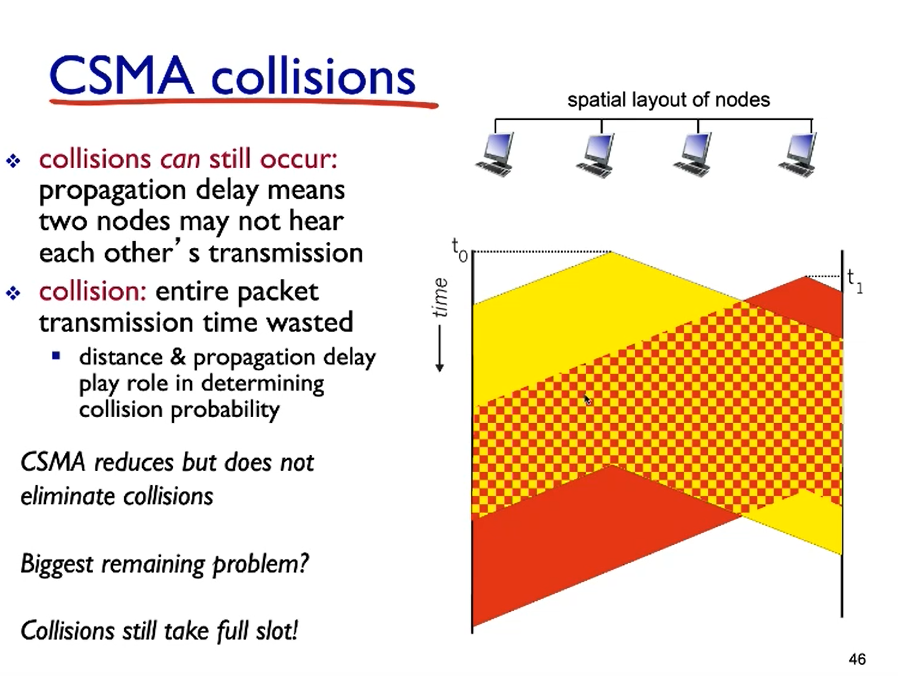 CSMA collisions
spatial layout of nodes
collisions can still occur:
propagation delay means
two nodes may not hear
each other’s transmission
collision: entire packet
transmission time wasted
distance & propagation delay
play role in determining
collision probability
CSMA reduces but does not
eliminate collisions
Biggest remaining problem?
Collisions still take full slot!
t0
time
t1
46